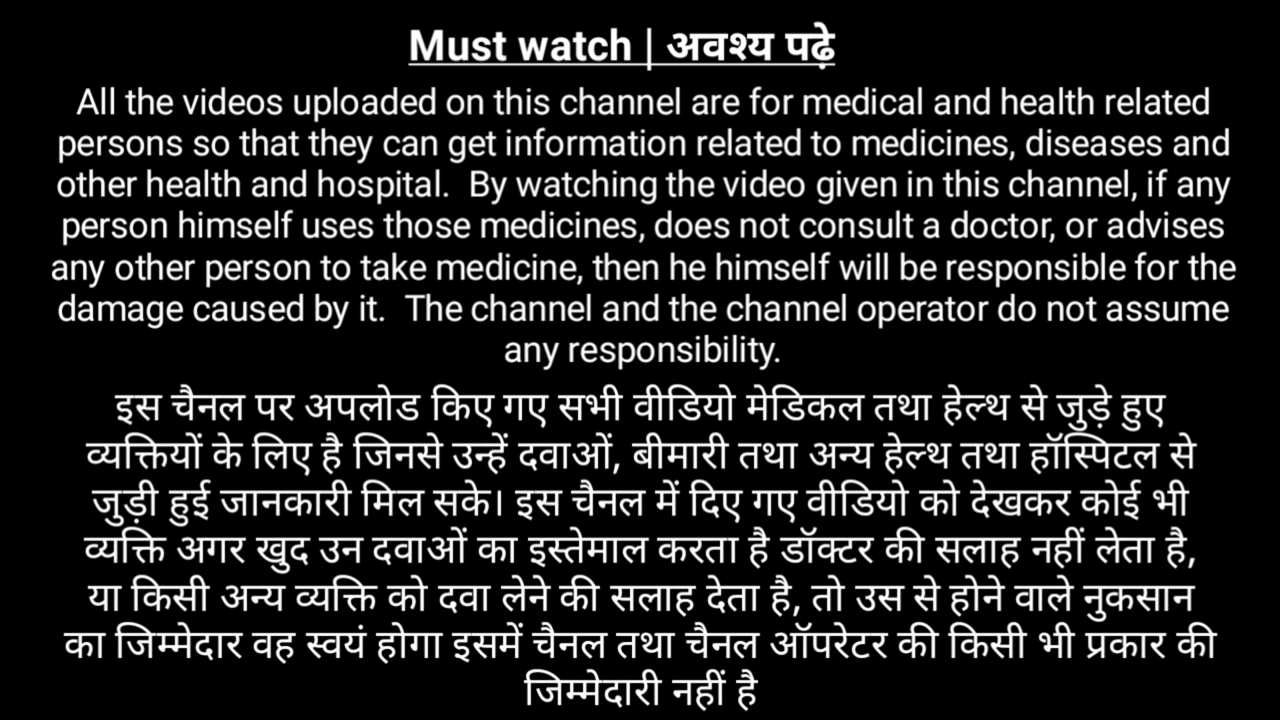 Must watch | अवश्य पढ़े
All the videos uploaded on this channel are for medical and health related
persons so that they can get information related to medicines, diseases and
other health and hospital.  By watching the video given in this channel, if any
person himself uses those medicines, does not consult a doctor, or advises
any other person to take medicine, then he himself will be responsible for the
damage caused by it.  The channel and the channel operator do not assume
any responsibility.
इस चैनल पर अपलोड किए गए सभी वीडियो मेडिकल तथा हेल्थ से जुड़े हुए
व्यक्तियों के लिए है जिनसे उन्हें दवाओं, बीमारी तथा अन्य हेल्थ तथा हॉस्पिटल से
जुड़ी हुई जानकारी मिल सके। इस चैनल में दिए गए वीडियो को देखकर कोई भी
व्यक्ति अगर खुद उन दवाओं का इस्तेमाल करता है डॉक्टर की सलाह नहीं लेता है,
या किसी अन्य व्यक्ति को दवा लेने की सलाह देता है, तो उस से होने वाले नुकसान
का जिम्मेदार वह स्वयं होगा इसमें चैनल तथा चैनल ऑपरेटर की किसी भी प्रकार की
जिम्मेदारी नहीं है